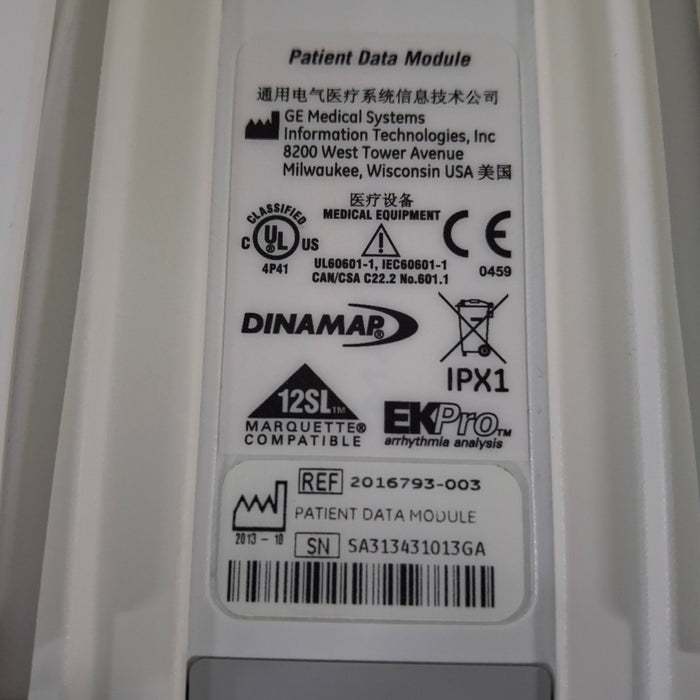 Patient Data Module
通用电气医疗系统信息技术公司
GE Medical Systems
Information Technologies, Inc
8200 West Tower Avenue
Milwaukee, Wisconsin USA 美国
医疗设备
MEDICAL EQUIPMENT
CLASSIFIED
C UL® US
4P41
UL60601-1, IEC60601-1
CAN/CSA C22.2 No.601.1
CE
0459
DINAMAP®
IPX1
12SL™
MARQUETTE®
COMPATIBLE
EKPro™
arrhythmia analysis
REF 2016793-003
PATIENT DATA MODULE
2013-10
SN SA313431013GA